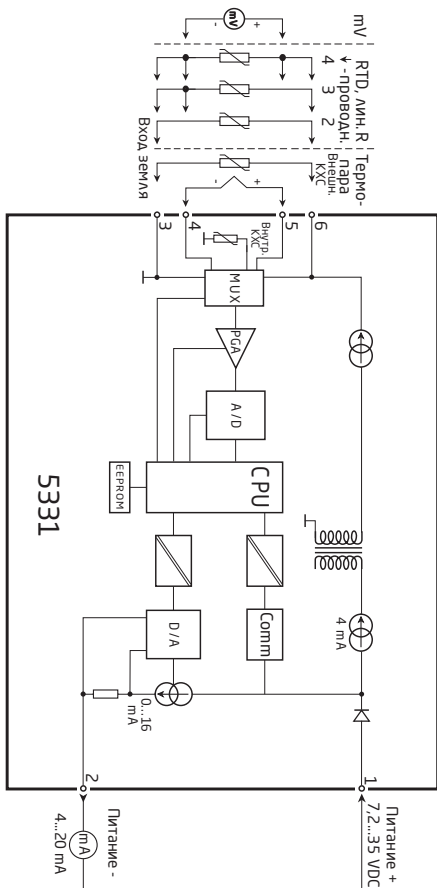 mV
mV
-
+
RTD, лин. R
- проводн.
4
3
2
Термо-
пара
Внешн.
КХС
Вход земля
-
+
3
4
5
6
Внутр.
КХС
MUX
PGA
A/D
CPU
EEPROM
5331
4 mA
Comm
D/A
0...16
mA
1
2
Питание +
7,2...35 VDC
Питание -
4...20 mA
mA